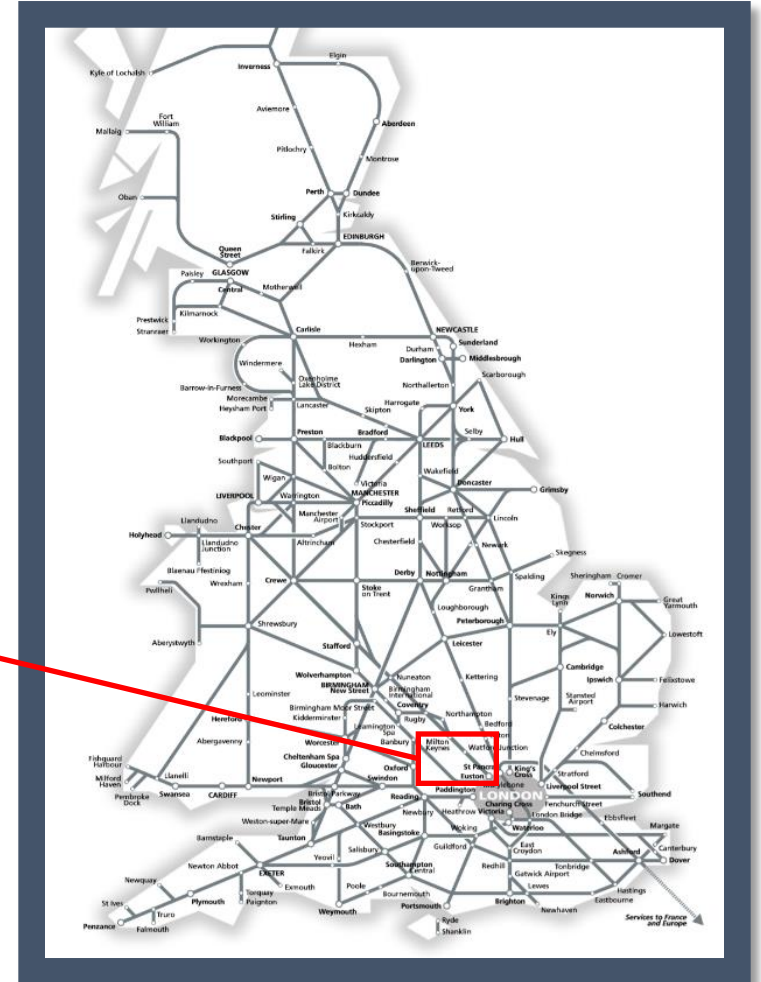 Elgin
Inverness
Kyle of Lochalsh
Aviemore
Fort
William
Mallaig
Aberdeen
Pitlochry
Montrose
Perth
Dundee
Oban
Stirling
Kirkcaldy
EDINBURGH
Falkirk
Queen
Street
GLASGOW
Central
Paisley
Motherwell
Berwick-
upon-Tweed
Prestwick
Stranraer
Kilmarnock
Workington
Carlisle
Hexham
NEWCASTLE
Sunderland
Durham
Darlington
Middlesbrough
Windermere
Oxenholme
Lake District
Northallerton
Scarborough
Barrow-in-Furness
Morecambe
Heysham Port
Lancaster
Skipton
Harrogate
York
Blackpool
Preston
Blackburn
Bradford
LEEDS
Selby
Hull
Southport
Bolton
Huddersfield
Wakefield
Wigan
Victoria
MANCHESTER
Piccadilly
Doncaster
Grimsby
LIVERPOOL
Warrington
Manchester
Airport
Stockport
Sheffield
Retford
Worksop
Lincoln
Llandudno
Holyhead
Llandudno
Junction
Chester
Altrincham
Chesterfield
Newark
Skegness
Blaenau Ffestiniog
Pwllheli
Wrexham
Crewe
Stoke
on Trent
Derby
Nottingham
Grantham
Spalding
Sheringham
Cromer
Kings
Lynn
Norwich
Great
Yarmouth
Loughborough
Peterborough
Ely
Lowestoft
Shrewsbury
Aberystwyth
Stafford
Leicester
Cambridge
Wolverhampton
BIRMINGHAM
New Street
Nuneaton
Birmingham
International
Kettering
Ipswich
Felixstowe
Stansted
Airport
Stevenage
Harwich
Leominster
Birmingham Moor Street
Kidderminster
Coventry
Rugby
Northampton
Bedford
Colchester
Hereford
Leamington
Spa
Abergavenny
Worcester
Banbury
Milton
Keynes
Watford Junction
Chelmsford
Fishguard
Harbour
Cheltenham Spa
Gloucester
Oxford
St Pancras
Euston
King's
Cross
Stratford
Liverpool Street
Milford
Haven
Llanelli
Pembroke
Dock
Swansea
CARDIFF
Newport
Swindon
Paddington
Marylebone
LONDON
Southend
Bristol Parkway
Bristol
Temple Meads
Bath
Reading
Newbury
Heathrow
Victoria
Charing Cross
Fenchurch Street
London Bridge
Ebbsfleet
Waterloo
Margate
Weston-super-Mare
Westbury
Basingstoke
Woking
East
Croydon
Barnstaple
Taunton
Canterbury
Salisbury
Guildford
Redhill
Tonbridge
Ashford
Dover
Newton Abbot
Yeovil
Southampton
Central
Gatwick Airport
EXETER
Newquay
Exmouth
Poole
Bournemouth
Lewes
Hastings
Eastbourne
St Ives
Plymouth
Torquay
Paignton
Weymouth
Portsmouth
Brighton
Newhaven
Truro
Penzance
Falmouth
Ryde
Shanklin
Services to France
and Europe